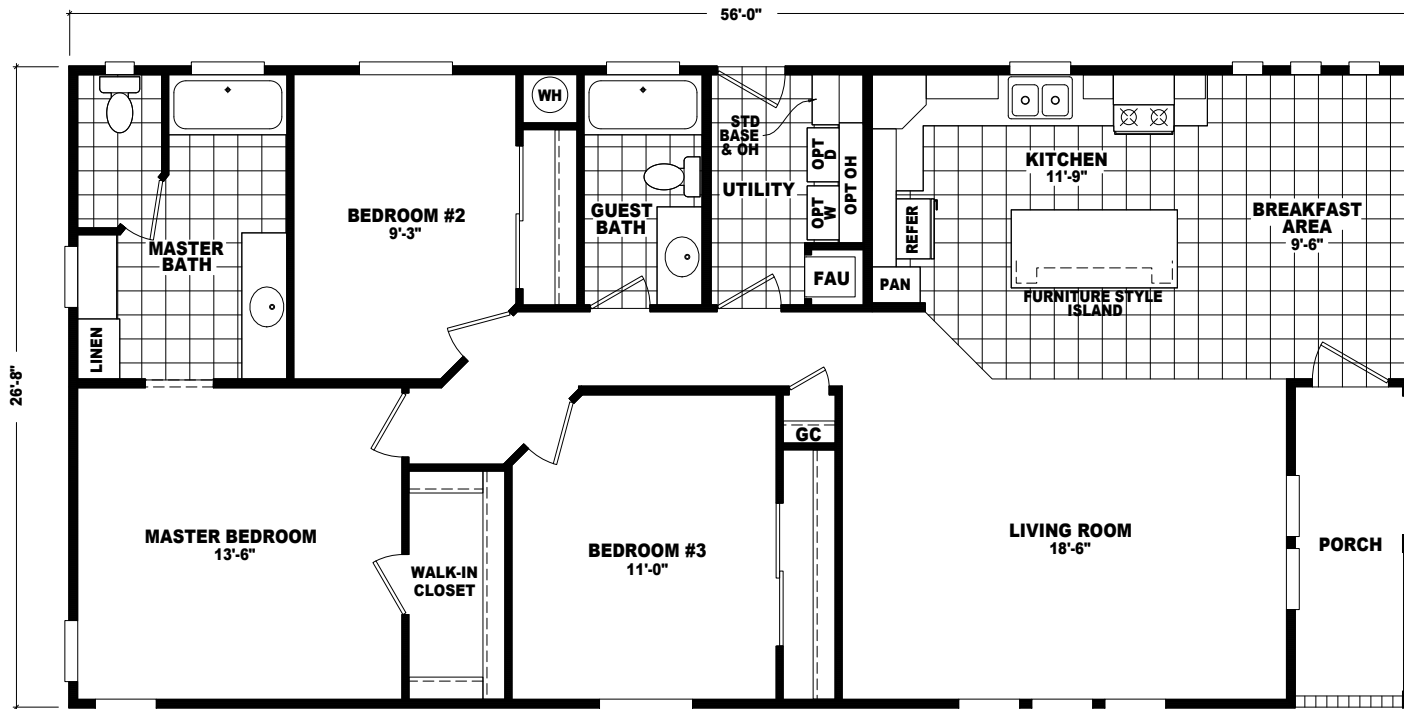 56'-0"
26'-8"
WH
STD
BASE
& OH
OPT
D
OPT
W
OPT OH
KITCHEN
11'-9"
BEDROOM #2
9'-3"
GUEST
BATH
UTILITY
REFER
BREAKFAST
AREA
9'-6"
MASTER
BATH
FAU
PAN
FURNITURE STYLE
ISLAND
LINEN
GC
MASTER BEDROOM
13'-6"
WALK-IN
CLOSET
BEDROOM #3
11'-0"
LIVING ROOM
18'-6"
PORCH